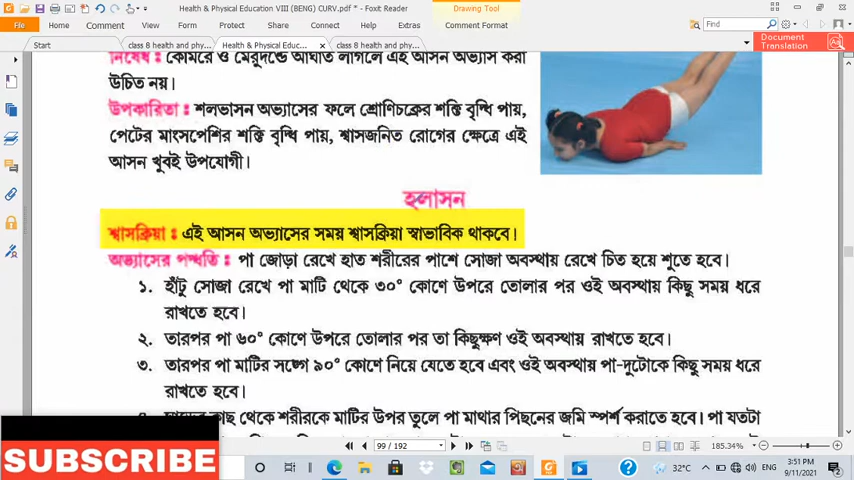 Health & Physical Education VIII (BENG) CURV.pdf * - Foxt Reader
Drawing Tool
File Home Comment View Form Protect Share Connect Help Extras Comment Format
Find
Start class 8 health and phy... Health & Physical Educ... × class 8 health and phy...
Document Translation
নিষেধ : কোমরে ও মেরুদন্ডে আঘাত লাগলে এই আসন অভ্যাস করা
উচিত নয়।
উপকারিতা : শলভাসন অভ্যাসের ফলে শ্রোণিচক্রের শক্তি বৃদ্ধি পায়,
পেটের মাংসপেশির শক্তি বৃদ্ধি পায়, শ্বাসজনিত রোগের ক্ষেত্রে এই
আসন খুবই উপযোগী।
হলাসন
শ্বাসক্রিয়া : এই আসন অভ্যাসের সময় শ্বাসক্রিয়া স্বাভাবিক থাকবে।
অভ্যাসের পদ্ধতি : পা জোড়া রেখে হাত শরীরের পাশে সোজা অবস্থায় রেখে চিত হয়ে শুতে হবে।
১. হাঁটু সোজা রেখে পা মাটি থেকে ৩০° কোণে উপরে তোলার পর ওই অবস্থায় কিছু সময় ধরে
রাখতে হবে।
২. তারপর পা ৬০° কোণে উপরে তোলার পর তা কিছুক্ষণ ওই অবস্থায় রাখতে হবে।
৩. তারপর পা মাটির সঙ্গে ৯০° কোণে নিয়ে যেতে হবে এবং ওই অবস্থায় পা-দুটোকে কিছু সময় ধরে
রাখতে হবে।
কাছ থেকে শরীরকে মাটির উপর তুলে পা মাথার পিছনের জমি স্পর্শ করাতে হবে। পা যতটা
99 / 192
185.34%
SUBSCRIBE
32°C ENG 3:51 PM
9/11/2021
2